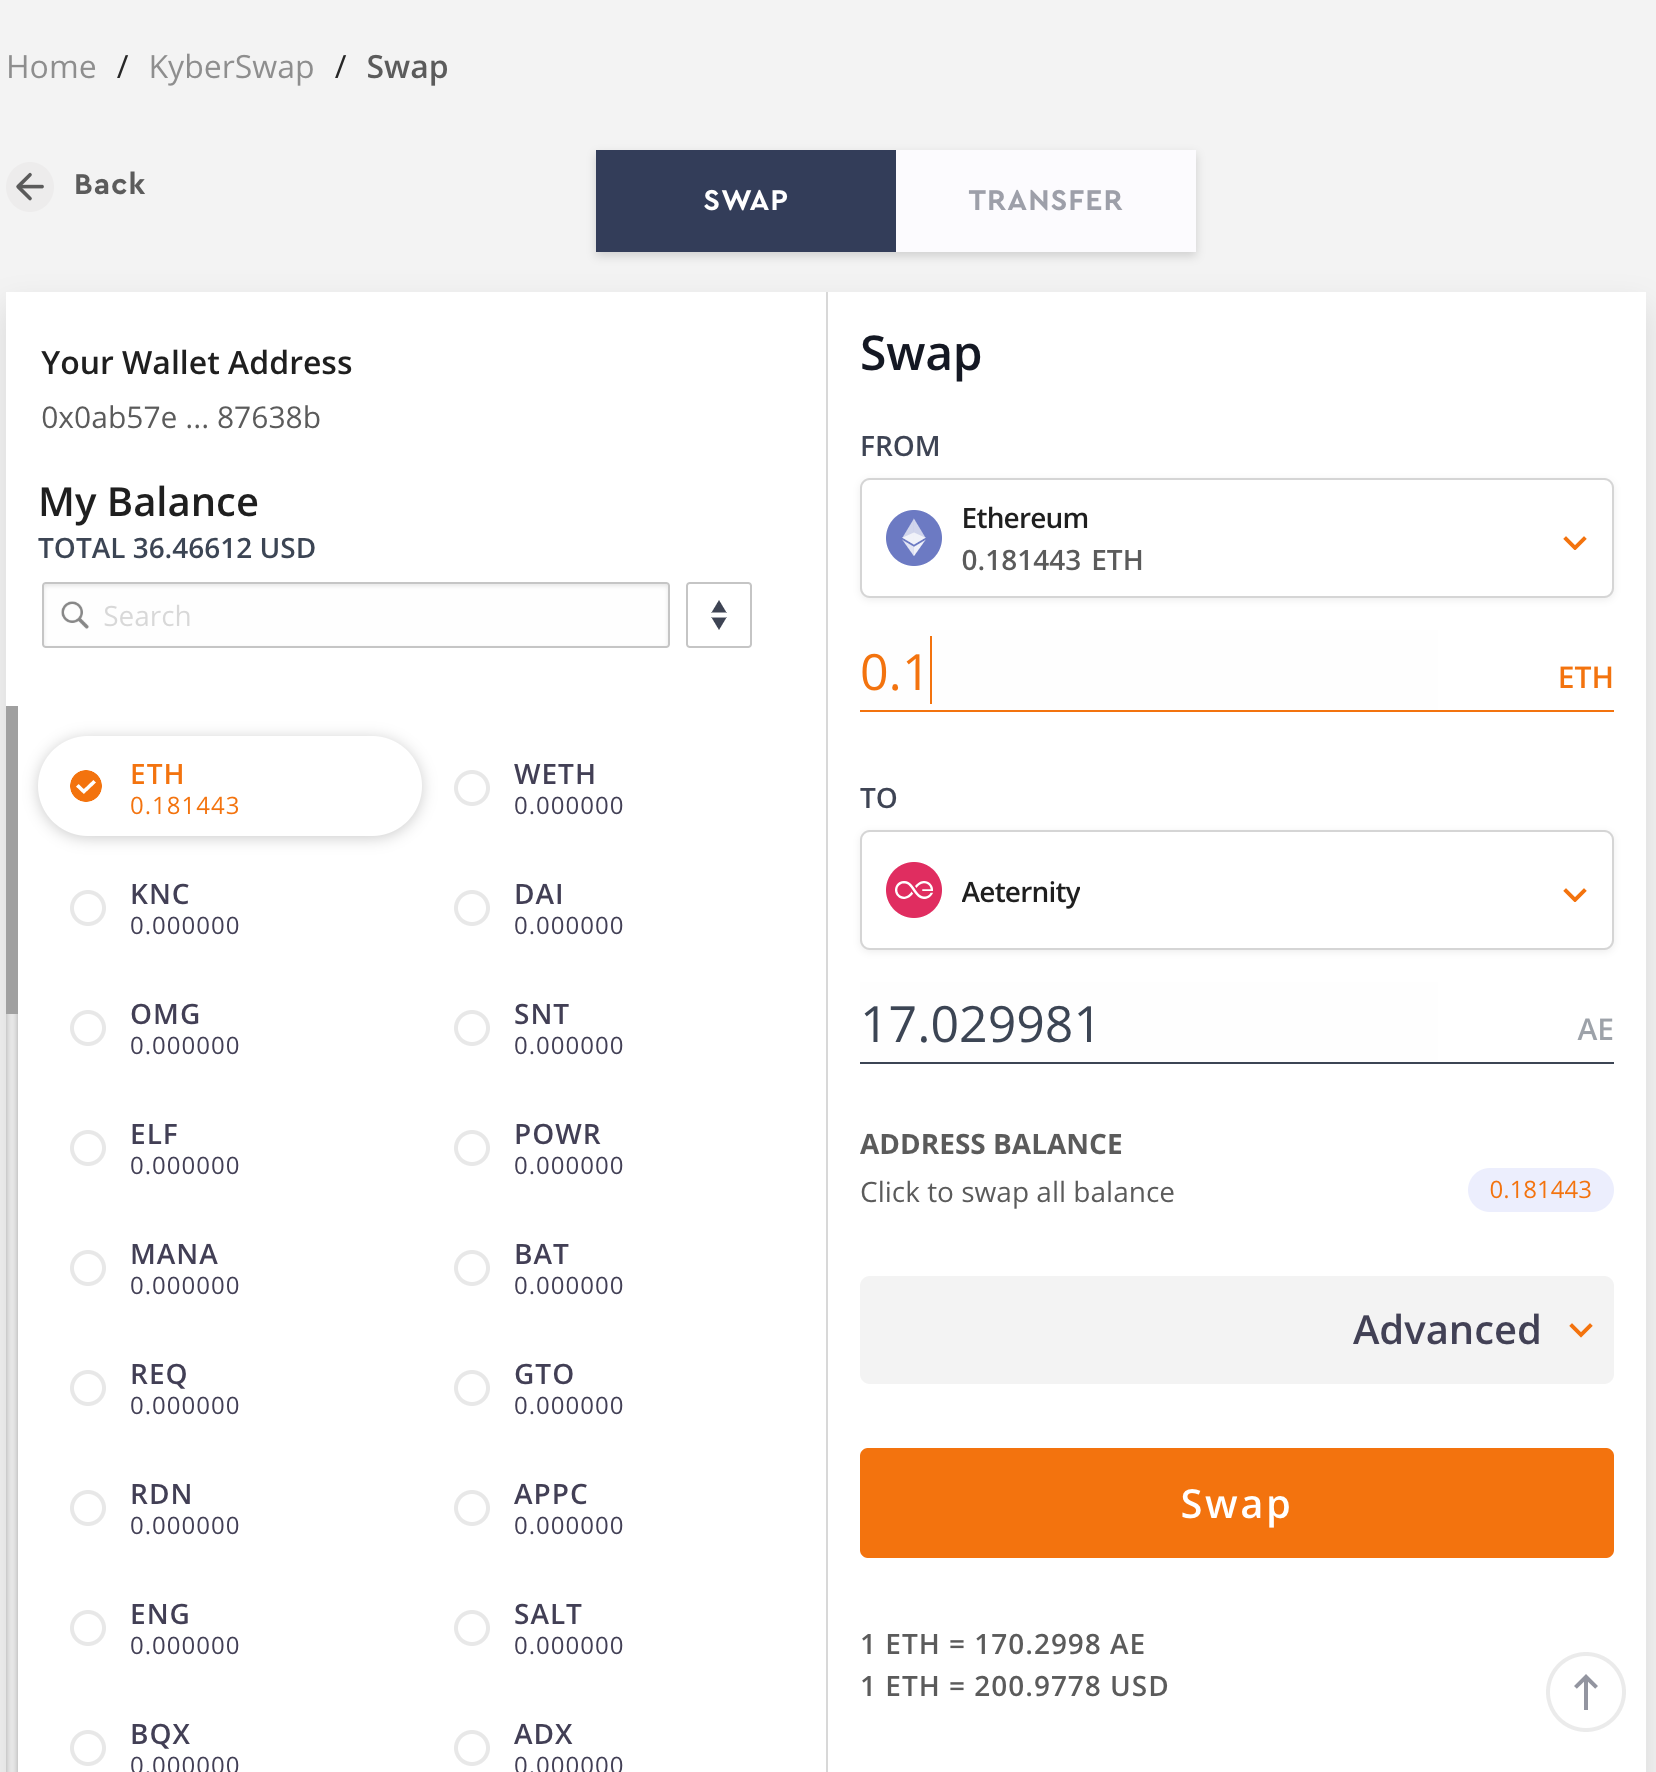 Home / KyberSwap / Swap
Back
SWAP
TRANSFER
Your Wallet Address
0x0ab57e ... 87638b
My Balance
TOTAL 36.46612 USD
Search
ETH
0.181443
WETH
0.000000
KNC
0.000000
DAI
0.000000
OMG
0.000000
SNT
0.000000
ELF
0.000000
POWR
0.000000
MANA
0.000000
BAT
0.000000
REQ
0.000000
GTO
0.000000
RDN
0.000000
APPC
0.000000
ENG
0.000000
SALT
0.000000
BQX
0.000000
ADX
0.000000
Swap
FROM
Ethereum
0.181443 ETH
0.1
ETH
TO
Aeternity
17.029981
AE
ADDRESS BALANCE
Click to swap all balance
0.181443
Advanced
Swap
1 ETH = 170.2998 AE
1 ETH = 200.9778 USD